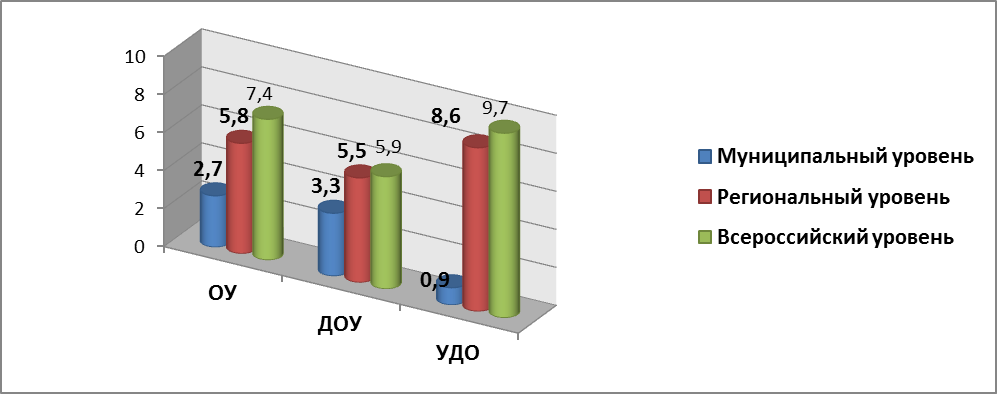 10
8
6
4
2
0
2,7
5,8
7,4
3,3
5,5
5,9
0,9
8,6
9,7
ОУ
ДОУ
УДО
Муниципальный уровень
Региональный уровень
Всероссийский уровень